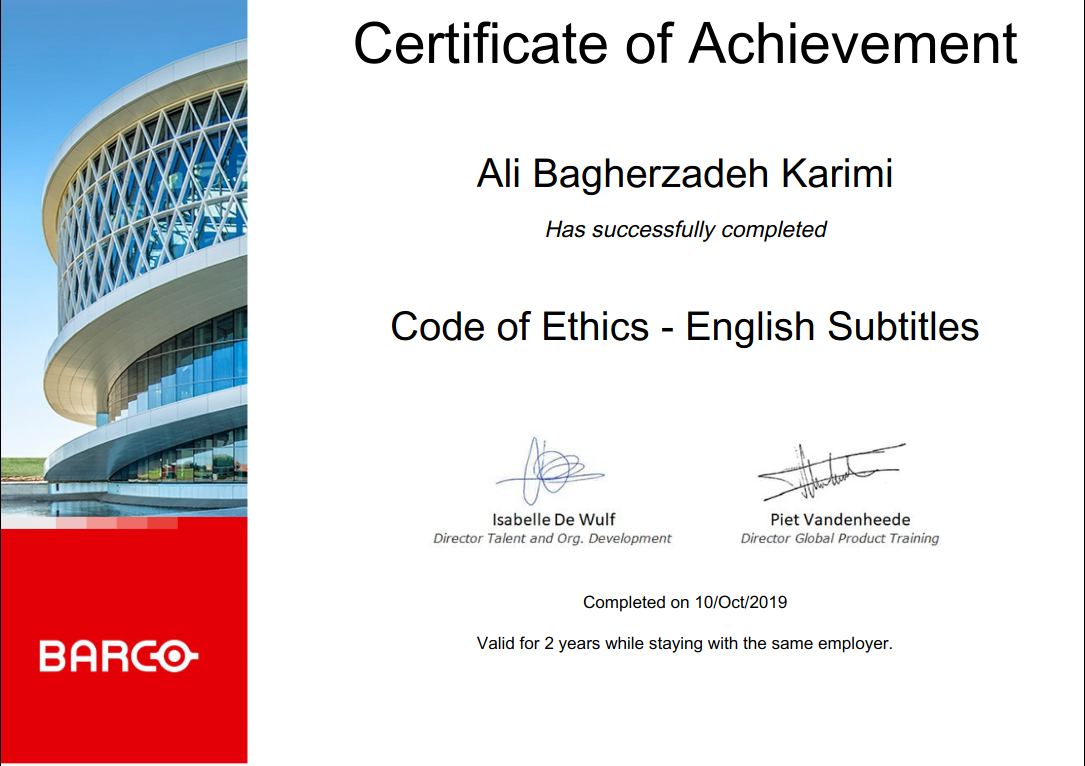 Certificate of Achievement
Ali Bagherzadeh Karimi
Has successfully completed
Code of Ethics - English Subtitles
Isabelle De Wulf
Director Talent and Org. Development
Piet Vandenheede
Director Global Product Training
Completed on 10/Oct/2019
Valid for 2 years while staying with the same employer.
BARCO